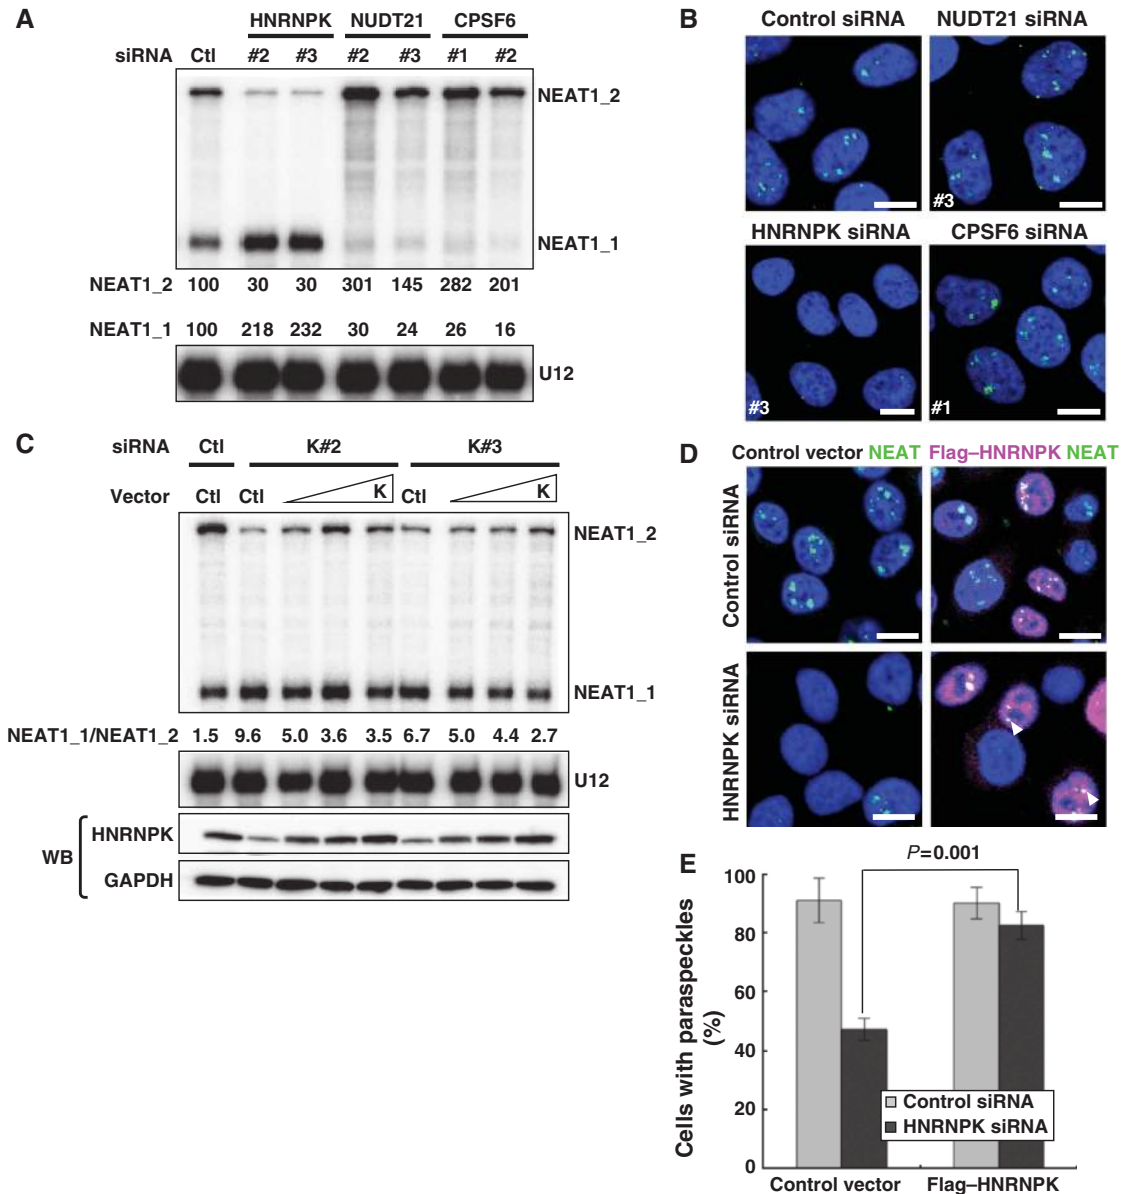 A
HNRNPK NUDT21 CPSF6
siRNA Ctl #2 #3 #2 #3 #1 #2
NEAT1_2
NEAT1_1
NEAT1_2 100 30 30 301 145 282 201
NEAT1_1 100 218 232 30 24 26 16
U12
B
Control siRNA NUDT21 siRNA
#3
HNRNPK siRNA CPSF6 siRNA
#3 #1
C
siRNA Ctl K#2 K#3
Vector Ctl Ctl K Ctl K
NEAT1_2
NEAT1_1
NEAT1_1/NEAT1_2 1.5 9.6 5.0 3.6 3.5 6.7 5.0 4.4 2.7
U12
WB
HNRNPK
GAPDH
D
Control vector NEAT Flag–HNRNPK NEAT
Control siRNA
HNRNPK siRNA
E
P=0.001
Cells with paraspeckles
(%)
100
80
60
40
20
0
Control siRNA
HNRNPK siRNA
Control vector Flag–HNRNPK